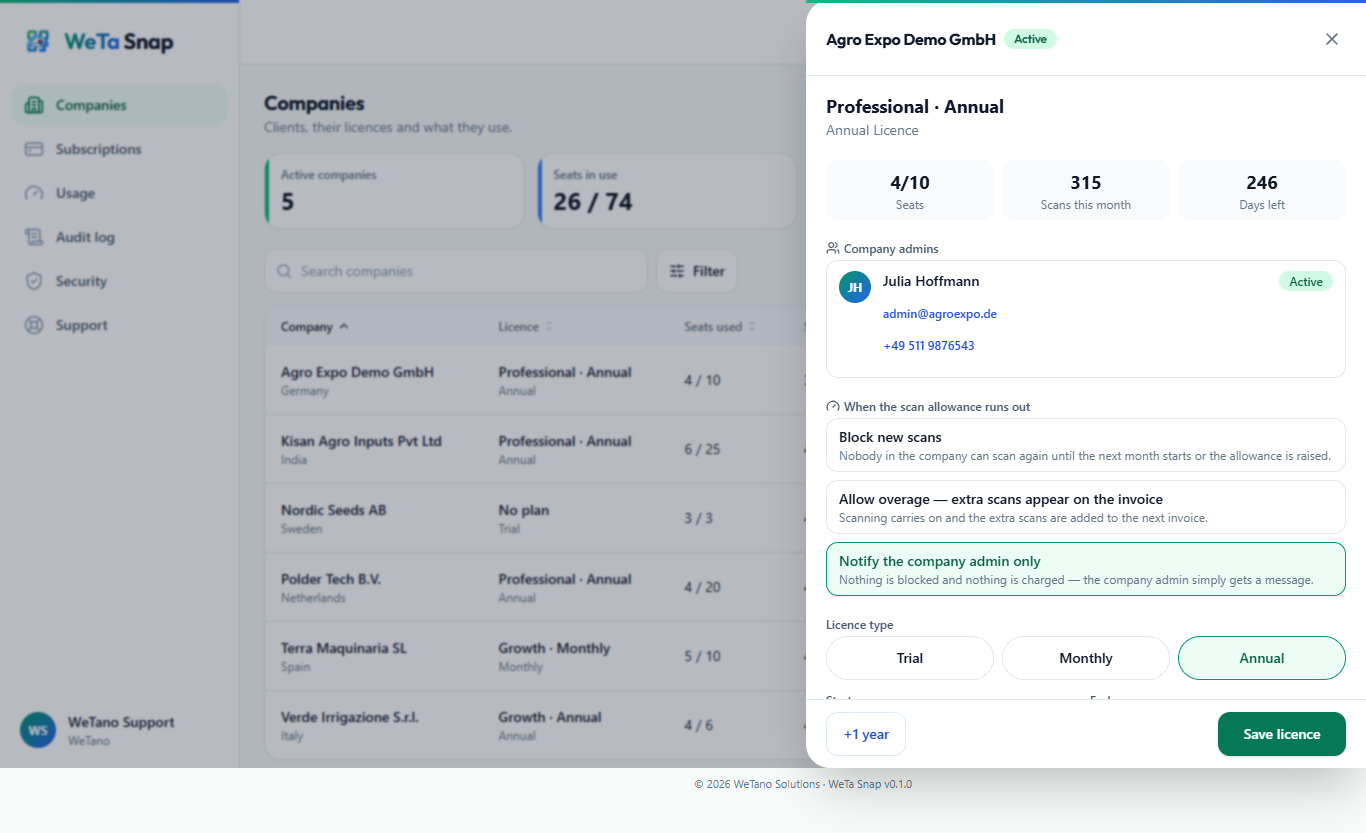 WeTa Snap
Companies
Subscriptions
Usage
Audit log
Security
Support
WS
WeTano Support
WeTano
Companies
Clients, their licences and what they use.
Active companies
5
Seats in use
26 / 74
Search companies
Filter
Company Licence Seats used
Agro Expo Demo GmbH Professional · Annual 4 / 10
Germany Annual
Kisan Agro Inputs Pvt Ltd Professional · Annual 6 / 25
India Annual
Nordic Seeds AB No plan 3 / 3
Sweden Trial
Polder Tech B.V. Professional · Annual 4 / 20
Netherlands Annual
Terra Maquinaria SL Growth · Monthly 5 / 10
Spain Monthly
Verde Irrigazione S.r.l. Growth · Annual 4 / 6
Italy Annual
Agro Expo Demo GmbH Active
Professional · Annual
Annual Licence
4/10 315 246
Seats Scans this month Days left
Company admins
JH Julia Hoffmann Active
admin@agroexpo.de
+49 511 9876543
When the scan allowance runs out
Block new scans
Nobody in the company can scan again until the next month starts or the allowance is raised.
Allow overage — extra scans appear on the invoice
Scanning carries on and the extra scans are added to the next invoice.
Notify the company admin only
Nothing is blocked and nothing is charged — the company admin simply gets a message.
Licence type
Trial Monthly Annual
+1 year Save licence
© 2026 WeTano Solutions · WeTa Snap v0.1.0